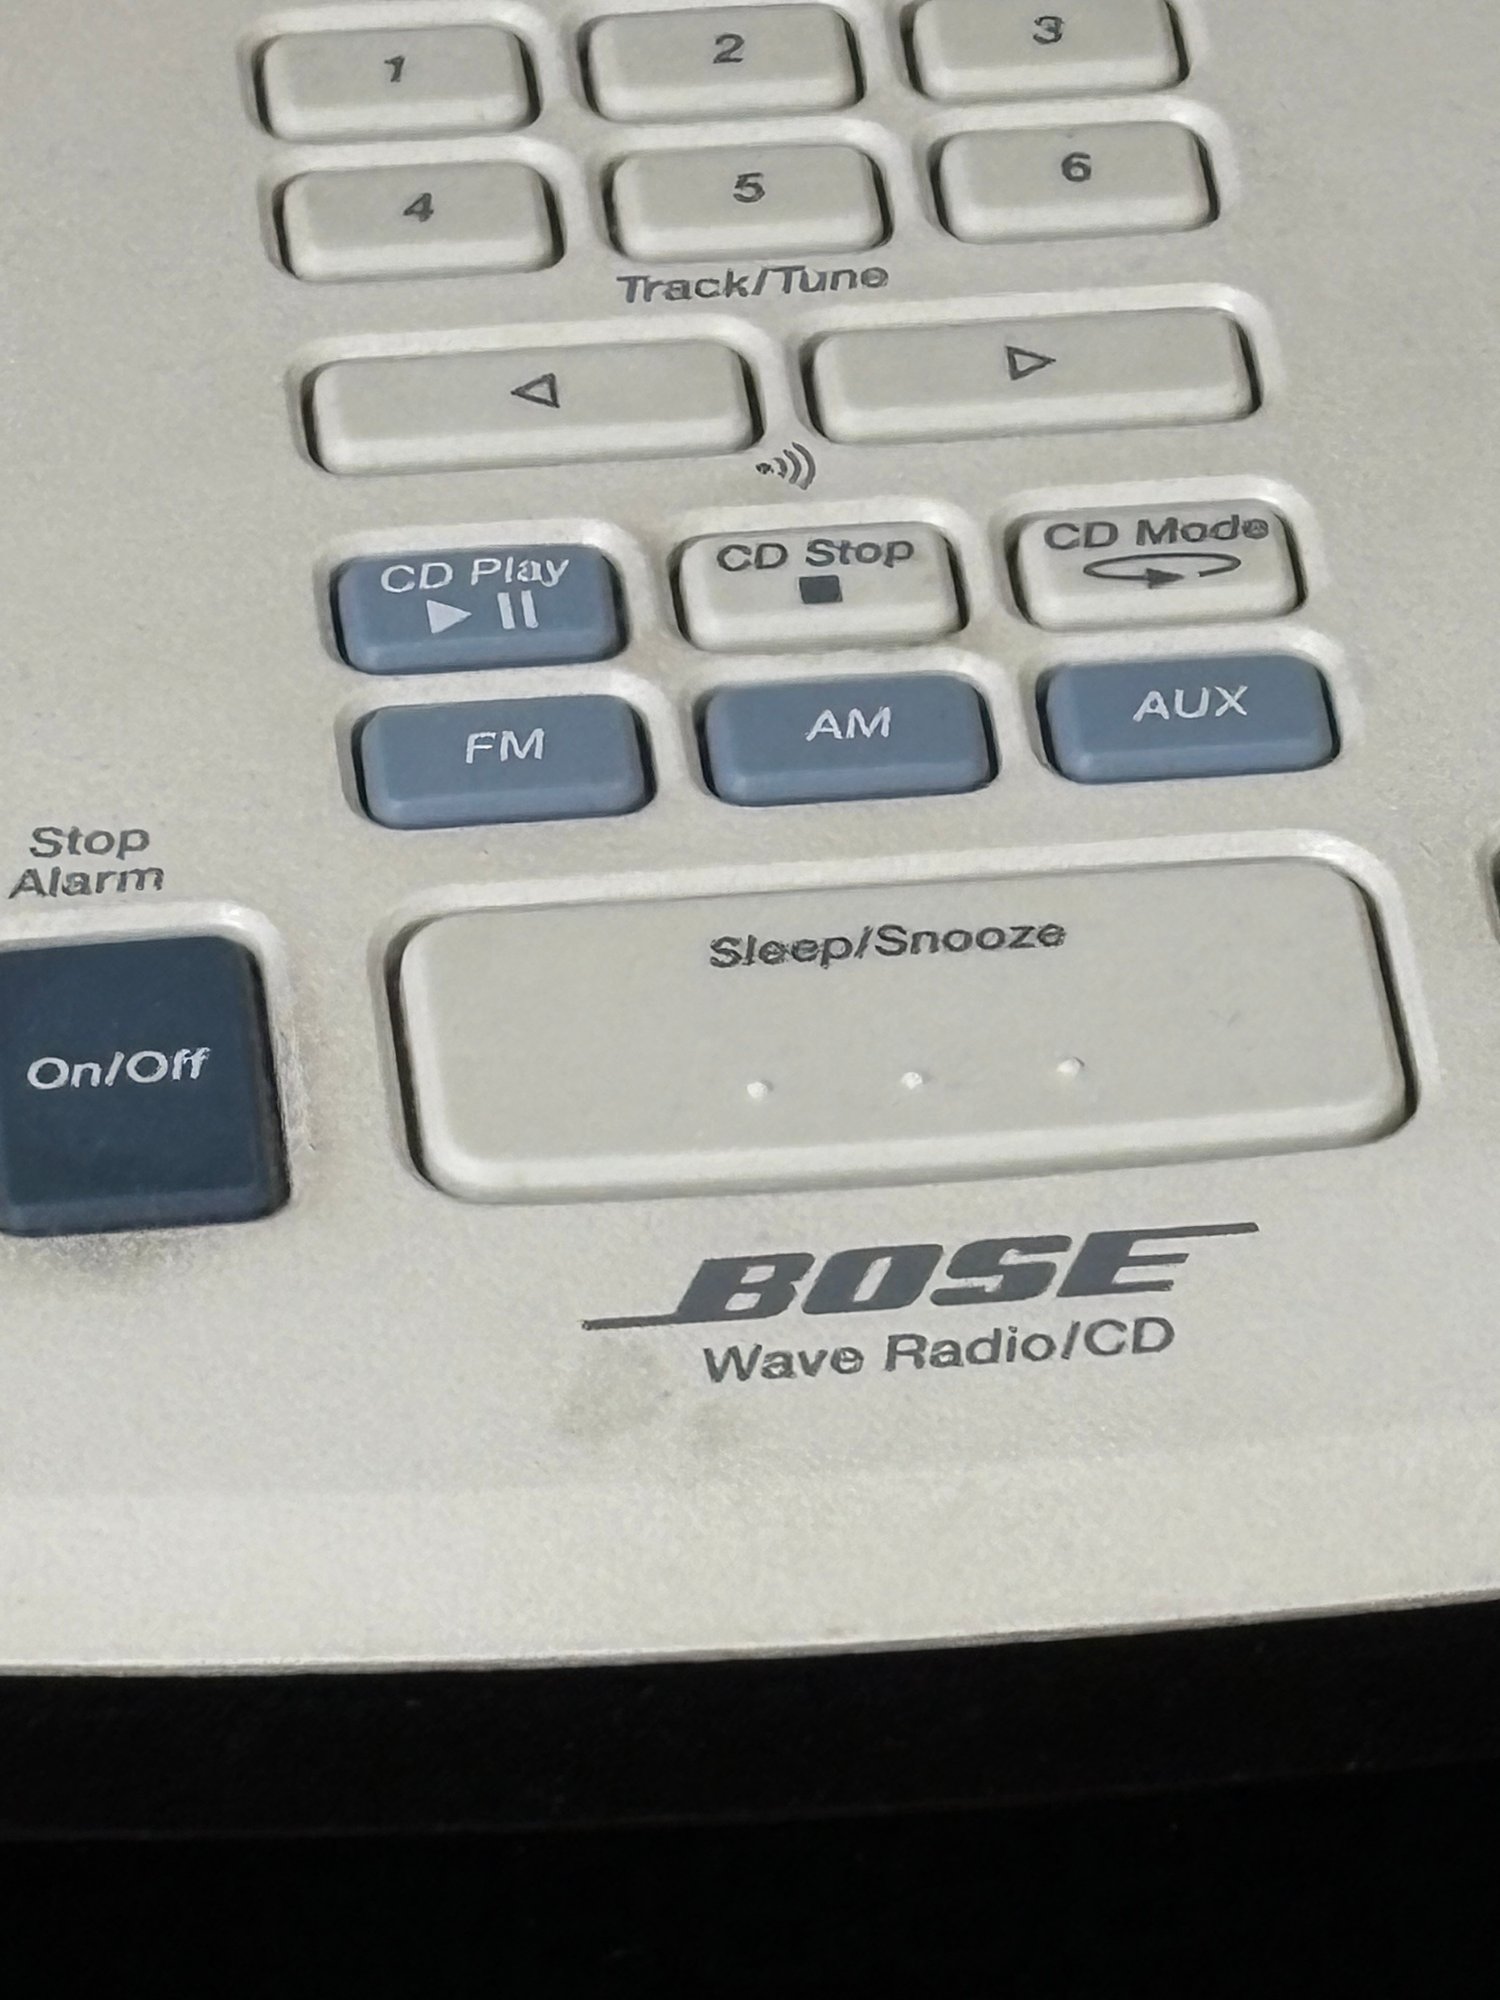 1 2 3
4 5 6
Track/Tune
CD Play CD Stop CD Mode
FM AM AUX
Stop
Alarm
Sleep/Snooze
On/Off
BOSE
Wave Radio/CD